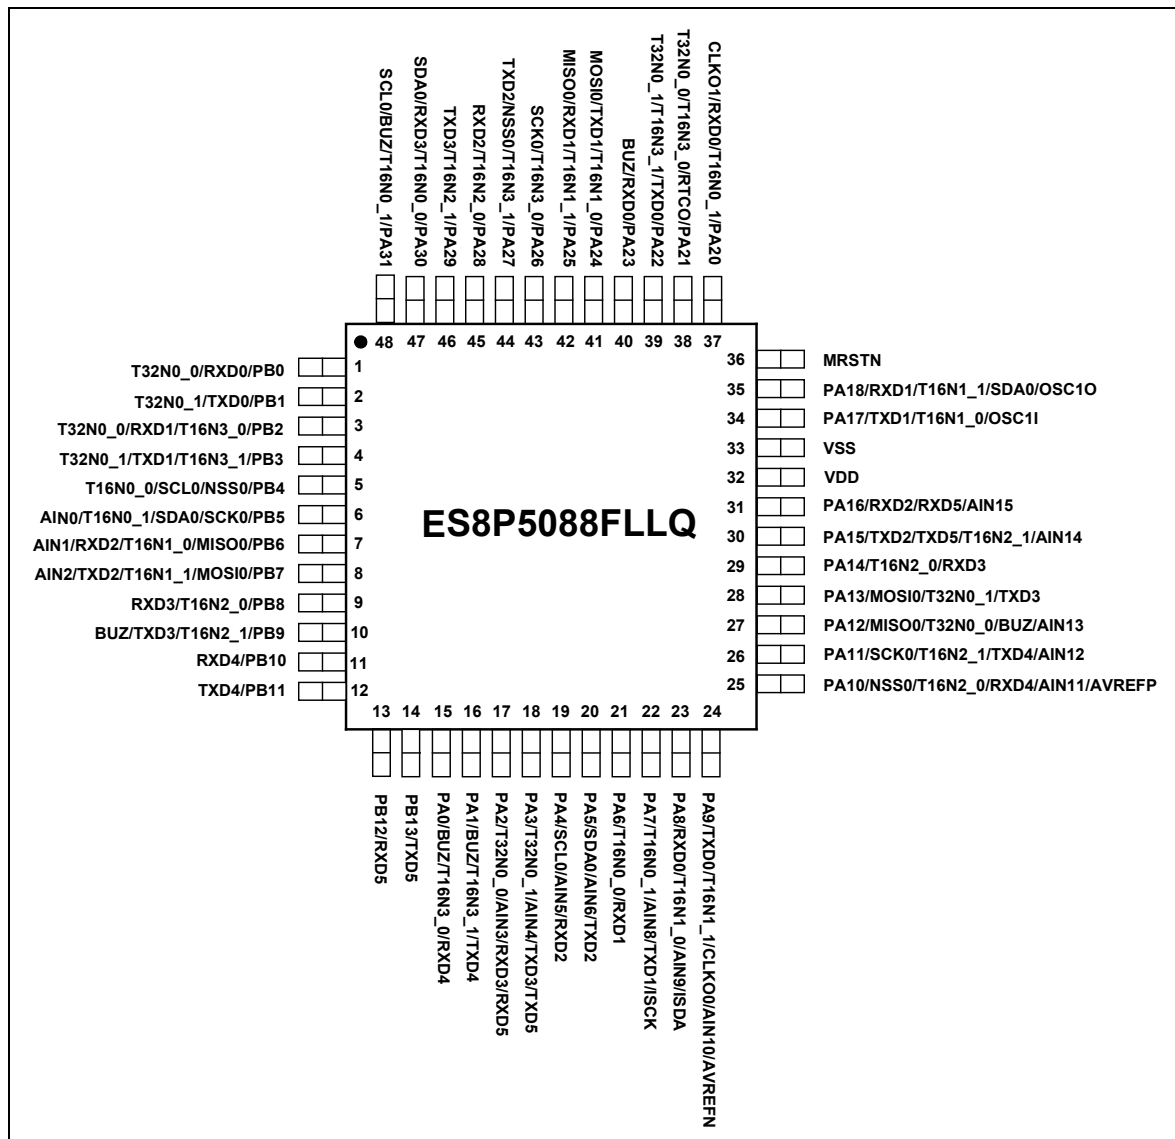 SCL0/BUZ/T16N0_1/PA31
SDA0/RXD3/T16N0_0/PA30
TXD3/T16N2_1/PA29
RXD2/T16N2_0/PA28
TXD2/NSS0/T16N3_1/PA27
SCK0/T16N3_0/PA26
MISO0/RXD1/T16N1_1/PA25
MOSI0/TXD1/T16N1_0/PA24
BUZ/RXD0/PA23
T32N0_1/T16N3_1/TXD0/PA22
T32N0_0/T16N3_0/RTCO/PA21
CLKO1/RXD0/T16N0_1/PA20
48 47 46 45 44 43 42 41 40 39 38 37
T32N0_0/RXD0/PB0 1
T32N0_1/TXD0/PB1 2
T32N0_0/RXD1/T16N3_0/PB2 3
T32N0_1/TXD1/T16N3_1/PB3 4
T16N0_0/SCL0/NSS0/PB4 5
AIN0/T16N0_1/SDA0/SCK0/PB5 6
AIN1/RXD2/T16N1_0/MISO0/PB6 7
AIN2/TXD2/T16N1_1/MOSI0/PB7 8
RXD3/T16N2_0/PB8 9
BUZ/TXD3/T16N2_1/PB9 10
RXD4/PB10 11
TXD4/PB11 12
ES8P5088FLLQ
36 MRSTN
35 PA18/RXD1/T16N1_1/SDA0/OSC1O
34 PA17/TXD1/T16N1_0/OSC1I
33 VSS
32 VDD
31 PA16/RXD2/RXD5/AIN15
30 PA15/TXD2/TXD5/T16N2_1/AIN14
29 PA14/T16N2_0/RXD3
28 PA13/MOSI0/T32N0_1/TXD3
27 PA12/MISO0/T32N0_0/BUZ/AIN13
26 PA11/SCK0/T16N2_1/TXD4/AIN12
25 PA10/NSS0/T16N2_0/RXD4/AIN11/AVREFP
13 14 15 16 17 18 19 20 21 22 23 24
PB12/RXD5
PB13/TXD5
PA0/BUZ/T16N3_0/RXD4
PA1/BUZ/T16N3_1/TXD4
PA2/T32N0_0/AIN3/RXD3/RXD5
PA3/T32N0_1/AIN4/TXD3/TXD5
PA4/SCL0/AIN5/RXD2
PA5/SDA0/AIN6/TXD2
PA6/T16N0_0/RXD1
PA7/T16N0_1/AIN8/TXD1/ISCK
PA8/RXD0/T16N1_0/AIN9/ISDA
PA9/TXD0/T16N1_1/CLKO0/AIN10/AVREFN